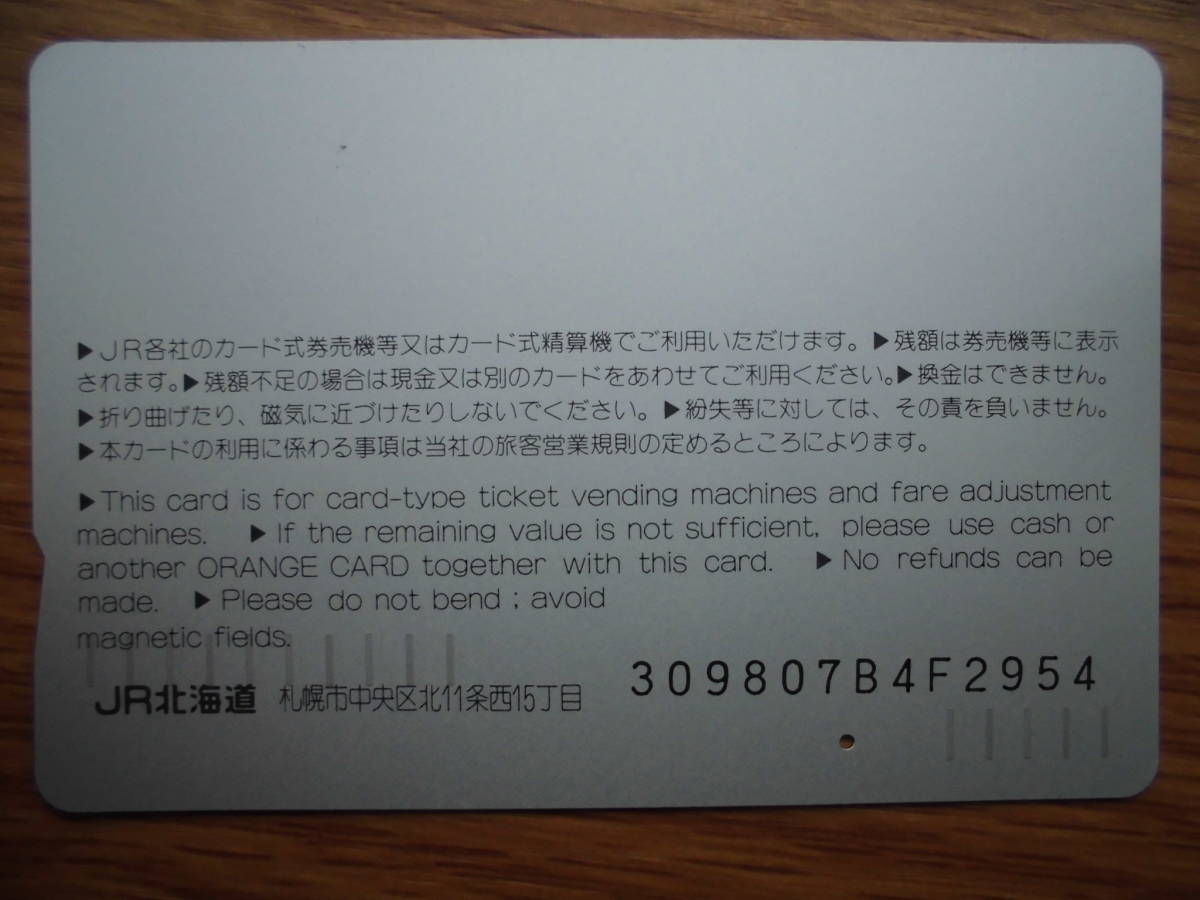 ▶JR各社のカード式券売機等又はカード式精算機でご利用いただけます。▶残額は券売機等に表示
されます。▶残額不足の場合は現金又は別のカードをあわせてご利用ください。▶換金はできません。
▶折り曲げたり、磁気に近づけたりしないでください。▶紛失等に対しては、その責を負いません。
▶本カードの利用に係わる事項は当社の旅客営業規則の定めるところによります。
▶This card is for card-type ticket vending machines and fare adjustment
machines. ▶If the remaining value is not sufficient, please use cash or
another ORANGE CARD together with this card. ▶No refunds can be
made. ▶Please do not bend ; avoid
magnetic fields.
JR北海道 札幌市中央区北11条西15丁目
309807B4F2954